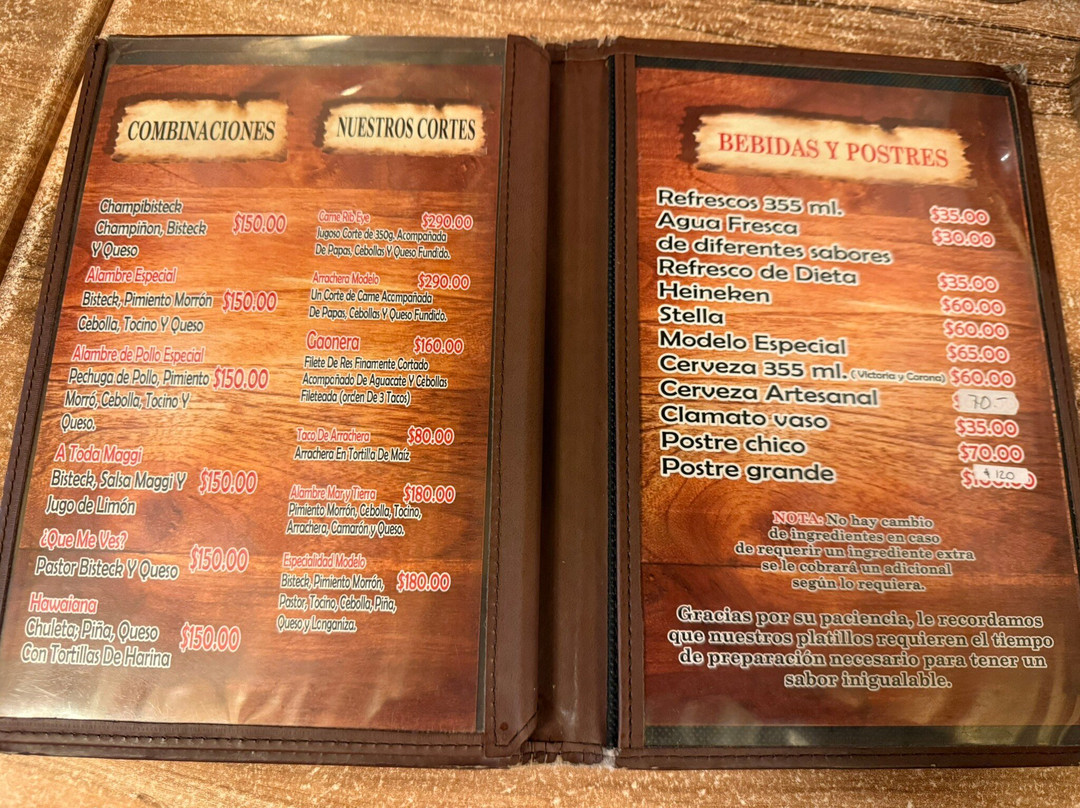 COMBINACIONES
Champibisteck
Champiñon, Bisteck $150.00
Y Queso
Alambre Especial
Bisteck, Pimiento Morrón $150.00
Cebolla, Tocino Y Queso
Alambre de Pollo Especial
Pechuga de Pollo, Pimiento $150.00
Morró, Cebolla, Tocino Y
Queso.
A Toda Maggi
Bisteck, Salsa Maggi Y $150.00
Jugo de Limón
¿Que Me Ves?
Pastor Bisteck Y Queso $150.00
Hawaiana
Chuleta; Piña, Queso $150.00
Con Tortillas De Harina
NUESTROS CORTES
Carne Rib Eye $290.00
Jugoso Corte de 350g. Acompañada
De Papas, Cebollas Y Queso Fundido.
Arrachera Modelo $290.00
Un Corte de Carne Accmpañada
De Papas, Cebollas Y Queso Fundido.
Gaonera $160.00
Filete De Res Finamente Cortado
Acompoñado De Aguacate Y Cebollas
Fileteada (orden De 3 Tacos)
Taco De Arrachera $80.00
Arrachera En Tortilla De Maíz
Alambre Mar y Tierra $180.00
Pimiento Morrón, Cebolla, Tocino,
Arrachera, Camarón y Queso.
Especialidad Modelo
Bisteck, Pimiento Morrón, $180.00
Pastor, Tocino, Cebolla, Piña,
Queso y Longaniza.
BEBIDAS Y POSTRES
Refrescos 355 ml. $35.00
Agua Fresca $30.00
de diferentes sabores
Refresco de Dieta $35.00
Heineken $60.00
Stella $60.00
Modelo Especial $65.00
Cerveza 355 ml. (Victoria y Corona) $60.00
Cerveza Artesanal $ 70.-
Clamato vaso $35.00
Postre chico $70.00
Postre grande $ 120
NOTA: No hay cambio
de ingredientes en caso
de requerir un ingrediente extra
se le cobrará un adicional
según lo requiera.
Gracias por su paciencia, le recordamos
que nuestros platillos requieren el tiempo
de preparación necesario para tener un
sabor inigualable.